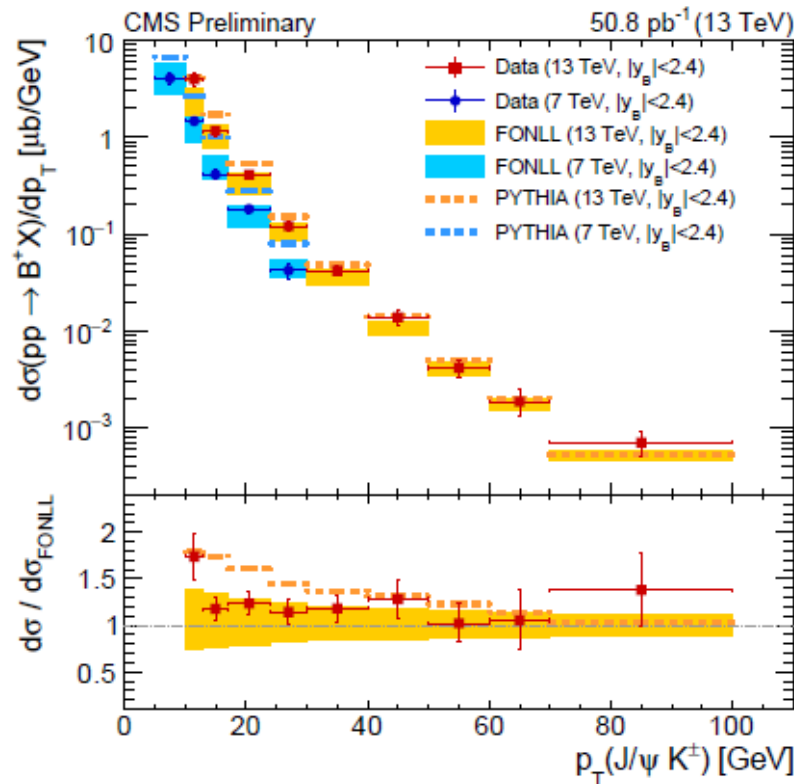 CMS Preliminary 50.8 pb⁻¹ (13 TeV)
dσ(pp → B⁺X)/dp_T [μb/GeV]
10
1
10⁻¹
10⁻²
10⁻³
Data (13 TeV, |y_B|<2.4)
Data (7 TeV, |y_B|<2.4)
FONLL (13 TeV, |y_B|<2.4)
FONLL (7 TeV, |y_B|<2.4)
PYTHIA (13 TeV, |y_B|<2.4)
PYTHIA (7 TeV, |y_B|<2.4)
dσ / dσ_FONLL
2
1.5
1
0.5
0 20 40 60 80 100
p_T(J/ψ K±) [GeV]